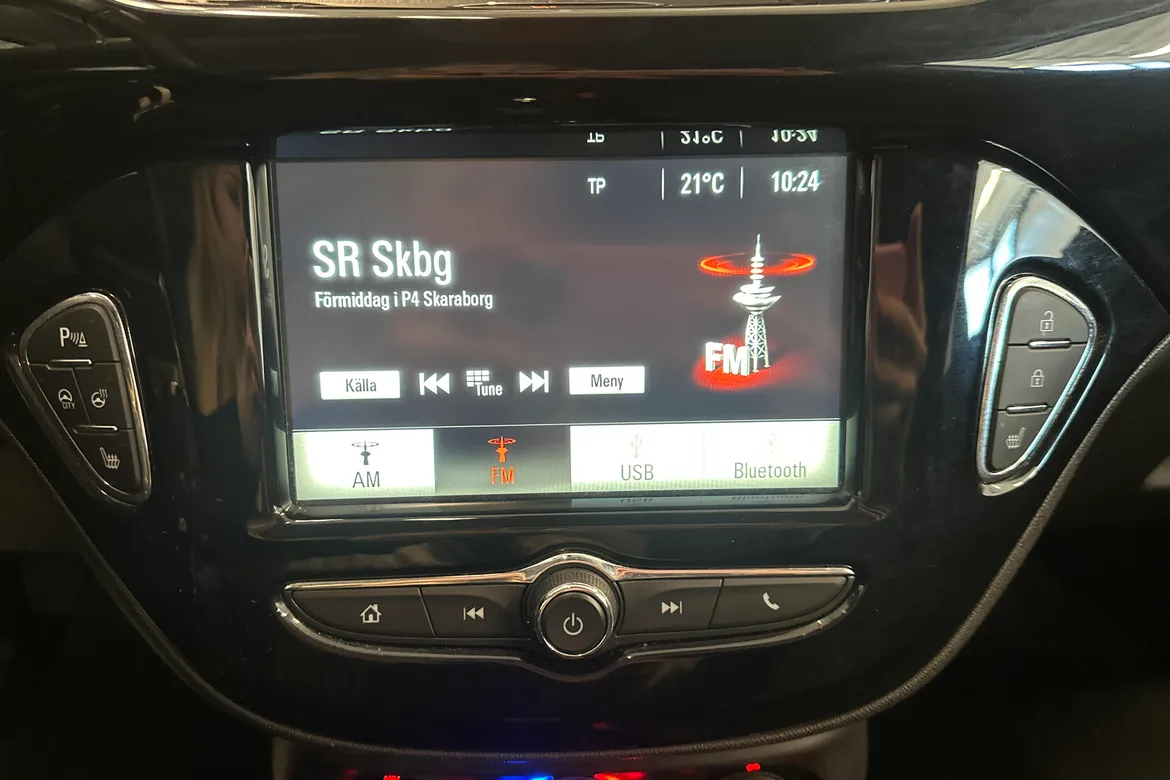 TP 21°C 10:24
SR Skbg
Förmiddag i P4 Skaraborg
FM
Källa Tune Meny
AM FM USB Bluetooth
P
CITY